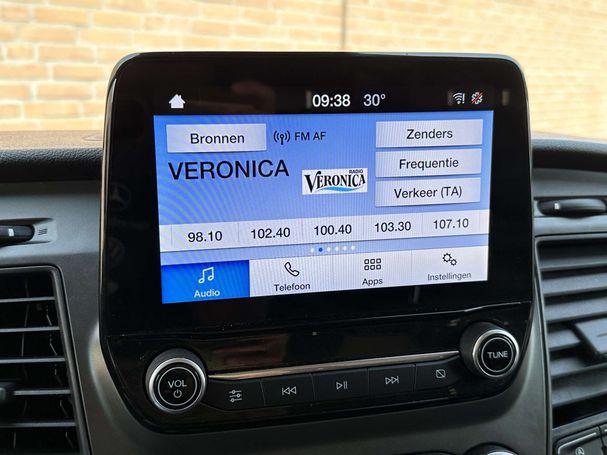 09:38 30°
Bronnen FM AF Zenders
VERONICA RADIO VERONICA Frequentie
Verkeer (TA)
98.10 102.40 100.40 103.30 107.10
Audio Telefoon Apps Instellingen
VOL TUNE